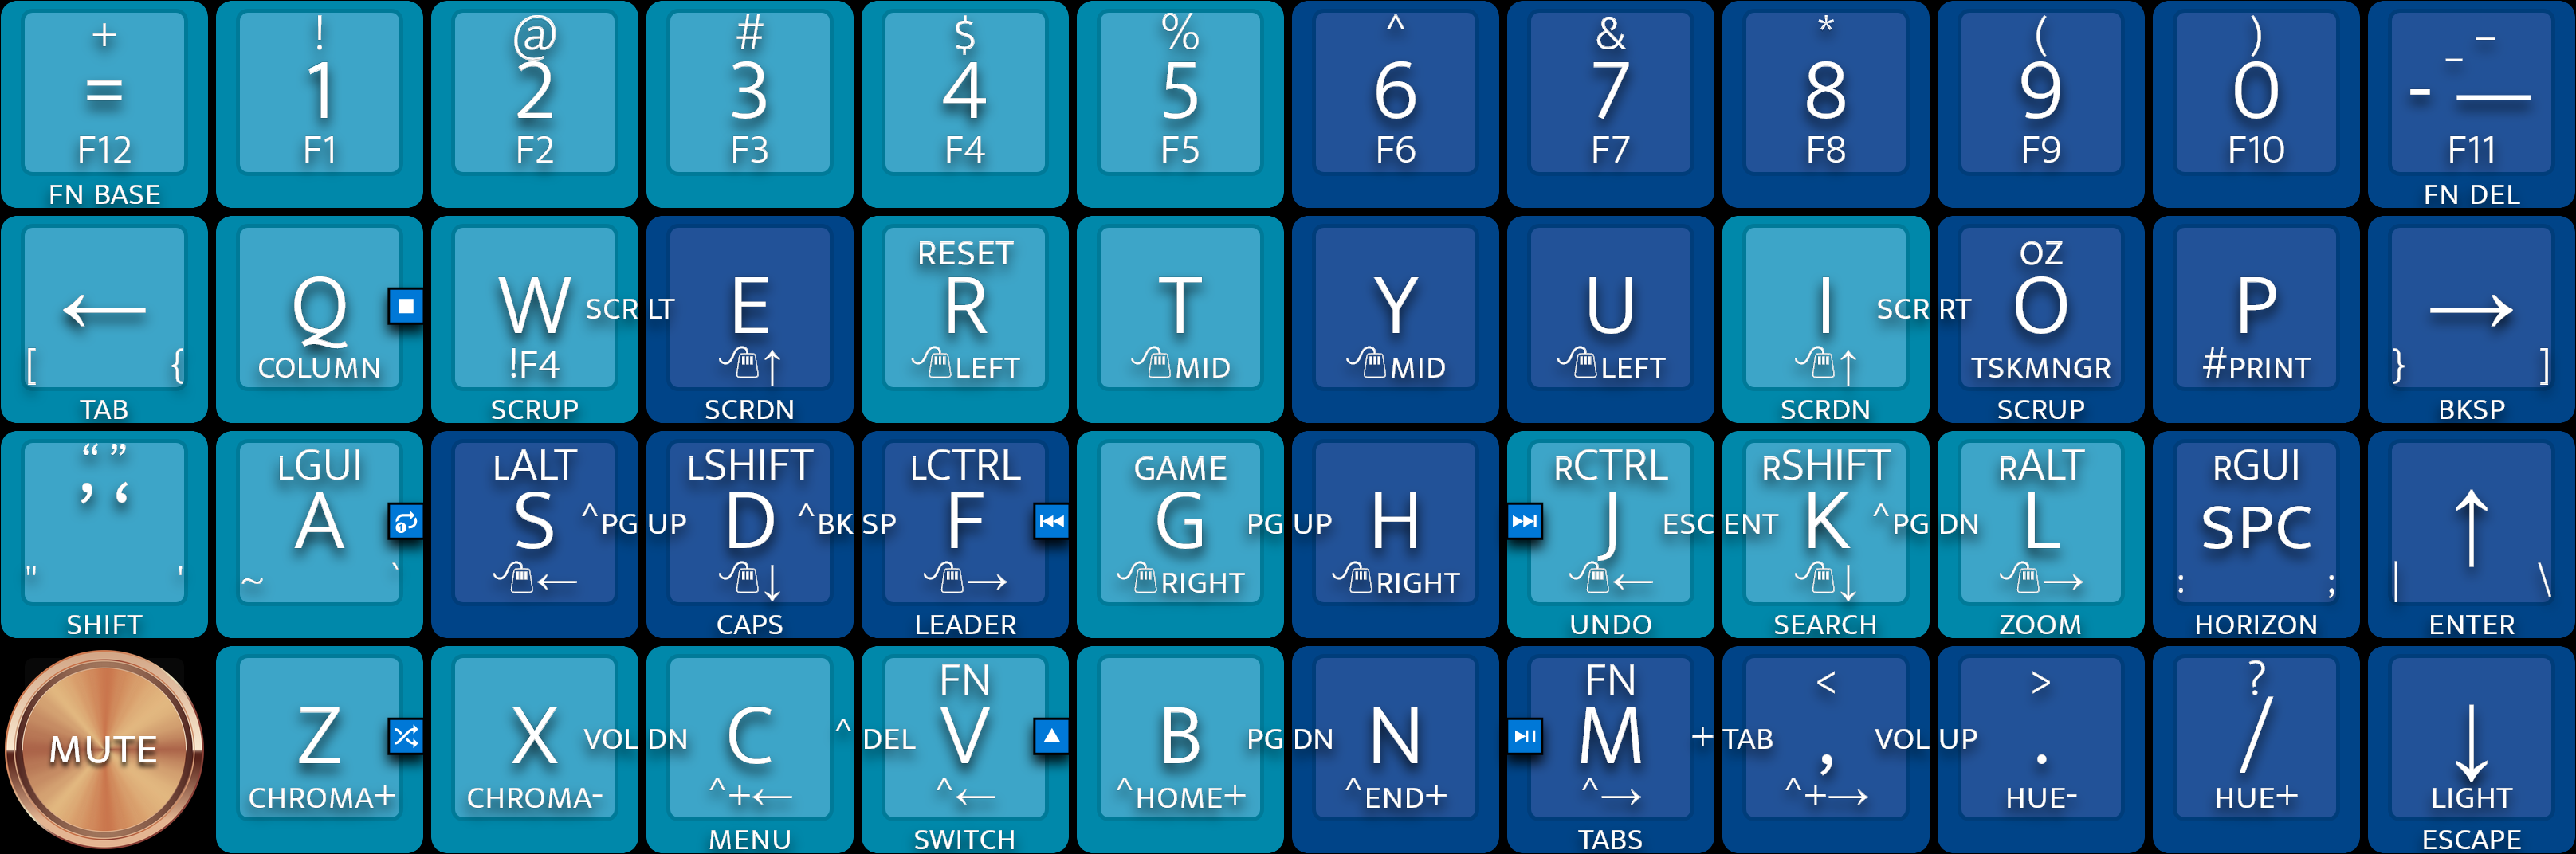 + ! @ # $ % ^ & * ( ) – _
= 1 2 3 4 5 6 7 8 9 0 - —
F12 F1 F2 F3 F4 F5 F6 F7 F8 F9 F10 F11
FN BASE FN DEL
RESET OZ
← Q W SCR LT E R T Y U I SCR RT O P →
[ { COLUMN !F4 ↑ LEFT MID MID LEFT ↑ TSKMNGR #PRINT } ]
TAB SCRUP SCRDN SCRDN SCRUP BKSP
“ ” LGUI LALT LSHIFT LCTRL GAME RCTRL RSHIFT RALT RGUI
’ ‘ A S ^PG UP D ^BK SP F G PG UP H J ESC ENT K ^PG DN L SPC ↑
" ' ~ ` ← ↓ → RIGHT RIGHT ← ↓ → : ; | \
SHIFT CAPS LEADER UNDO SEARCH ZOOM HORIZON ENTER
FN FN < > ?
MUTE Z X VOL DN C ^ DEL V B PG DN N M + TAB , VOL UP . / ↓
CHROMA+ CHROMA- ^+← ^← ^HOME+ ^END+ ^→ ^+→ HUE- HUE+ LIGHT
MENU SWITCH TABS ESCAPE